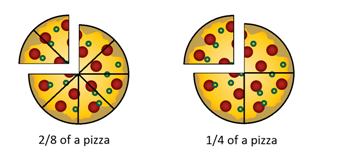 2/8 of a pizza
1/4 of a pizza